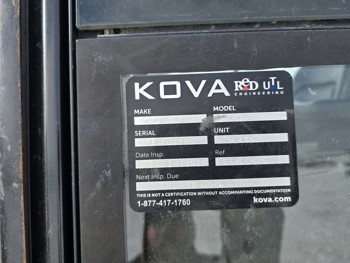 KOVA RED UTL
ENGINEERING
MAKE MODEL
SERIAL UNIT
Date Insp. Ref
Next Insp. Due
THIS IS NOT A CERTIFICATION WITHOUT ACCOMPANYING DOCUMENTATION
1-877-417-1760 kova.com